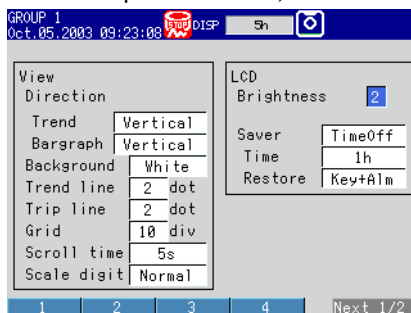 GROUP 1
Oct.05.2003 09:23:08 STOP DISP 5h
View
Direction
Trend Vertical
Bargraph Vertical
Background White
Trend line 2 dot
Trip line 2 dot
Grid 10 div
Scroll time 5s
Scale digit Normal
LCD
Brightness 2
Saver TimeOff
Time 1h
Restore Key+Alm
1 2 3 4 Next 1/2